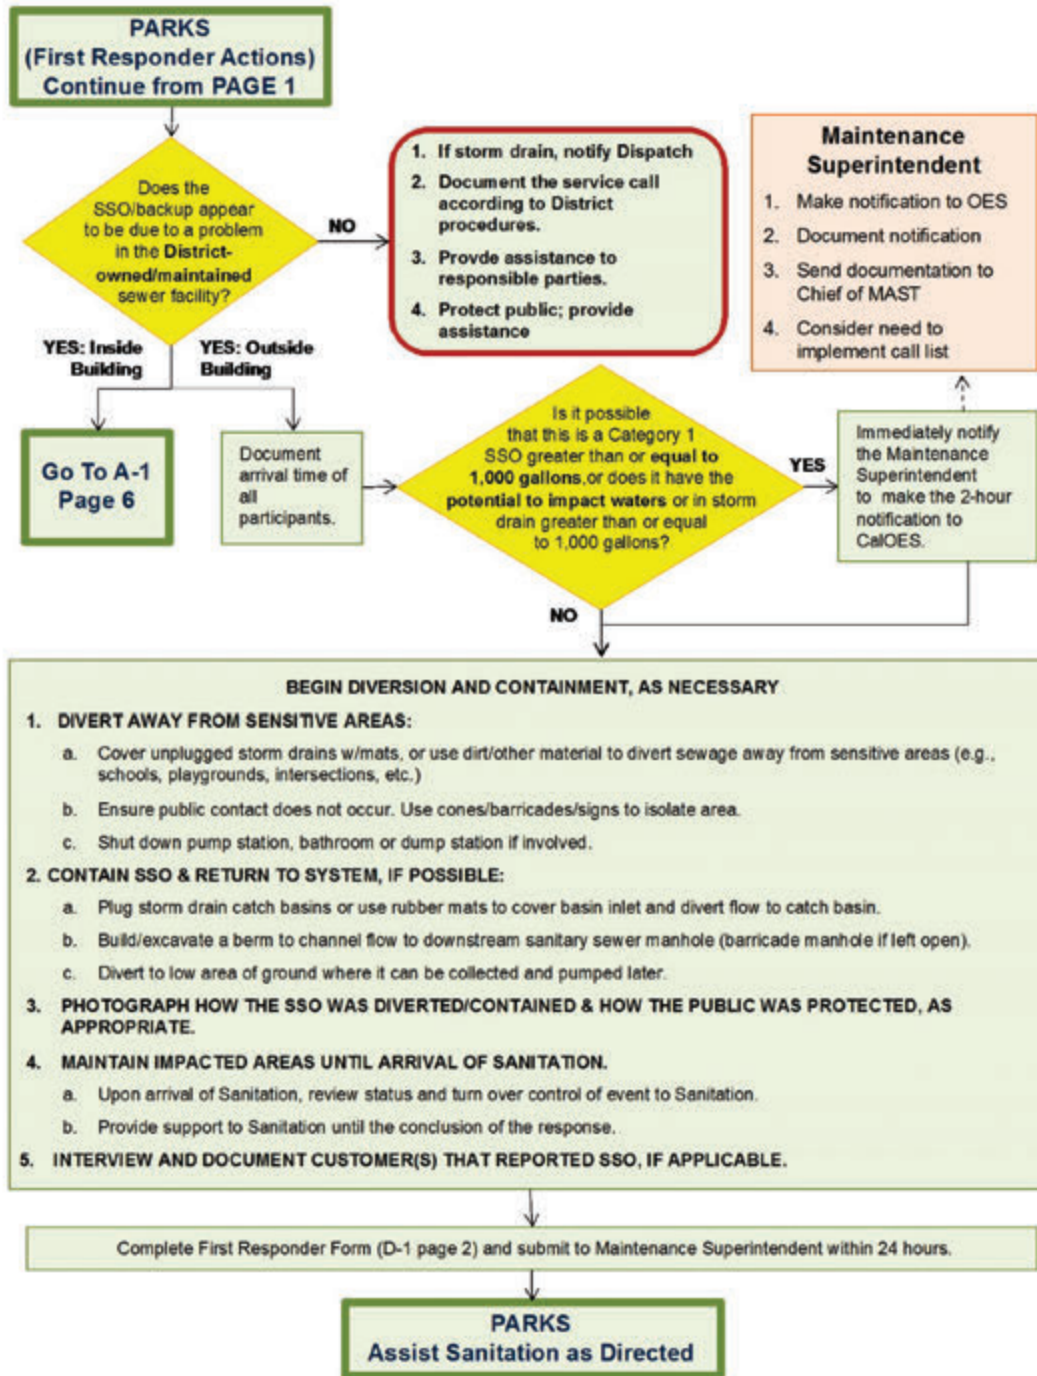 PARKS
(First Responder Actions)
Continue from PAGE 1
Does the
SSO/backup appear
to be due to a problem
in the District-
owned/maintained
sewer facility?
NO
1. If storm drain, notify Dispatch
2. Document the service call
according to District
procedures.
3. Provde assistance to
responsible parties.
4. Protect public; provide
assistance
Maintenance
Superintendent
1. Make notification to OES
2. Document notification
3. Send documentation to
Chief of MAST
4. Consider need to
implement call list
YES: Inside
Building
YES: Outside
Building
Go To A-1
Page 6
Document
arrival time of
all
participants.
Is it possible
that this is a Category 1
SSO greater than or equal to
1,000 gallons, or does it have the
potential to impact waters or in storm
drain greater than or equal
to 1,000 gallons?
YES
Immediately notify
the Maintenance
Superintendent
to make the 2-hour
notification to
CalOES.
NO
BEGIN DIVERSION AND CONTAINMENT, AS NECESSARY
1. DIVERT AWAY FROM SENSITIVE AREAS:
a. Cover unplugged storm drains w/mats, or use dirt/other material to divert sewage away from sensitive areas (e.g.,
schools, playgrounds, intersections, etc.)
b. Ensure public contact does not occur. Use cones/barricades/signs to isolate area.
c. Shut down pump station, bathroom or dump station if involved.
2. CONTAIN SSO & RETURN TO SYSTEM, IF POSSIBLE:
a. Plug storm drain catch basins or use rubber mats to cover basin inlet and divert flow to catch basin.
b. Build/excavate a berm to channel flow to downstream sanitary sewer manhole (barricade manhole if left open).
c. Divert to low area of ground where it can be collected and pumped later.
3. PHOTOGRAPH HOW THE SSO WAS DIVERTED/CONTAINED & HOW THE PUBLIC WAS PROTECTED, AS
APPROPRIATE.
4. MAINTAIN IMPACTED AREAS UNTIL ARRIVAL OF SANITATION.
a. Upon arrival of Sanitation, review status and turn over control of event to Sanitation.
b. Provide support to Sanitation until the conclusion of the response.
5. INTERVIEW AND DOCUMENT CUSTOMER(S) THAT REPORTED SSO, IF APPLICABLE.
Complete First Responder Form (D-1 page 2) and submit to Maintenance Superintendent within 24 hours.
PARKS
Assist Sanitation as Directed